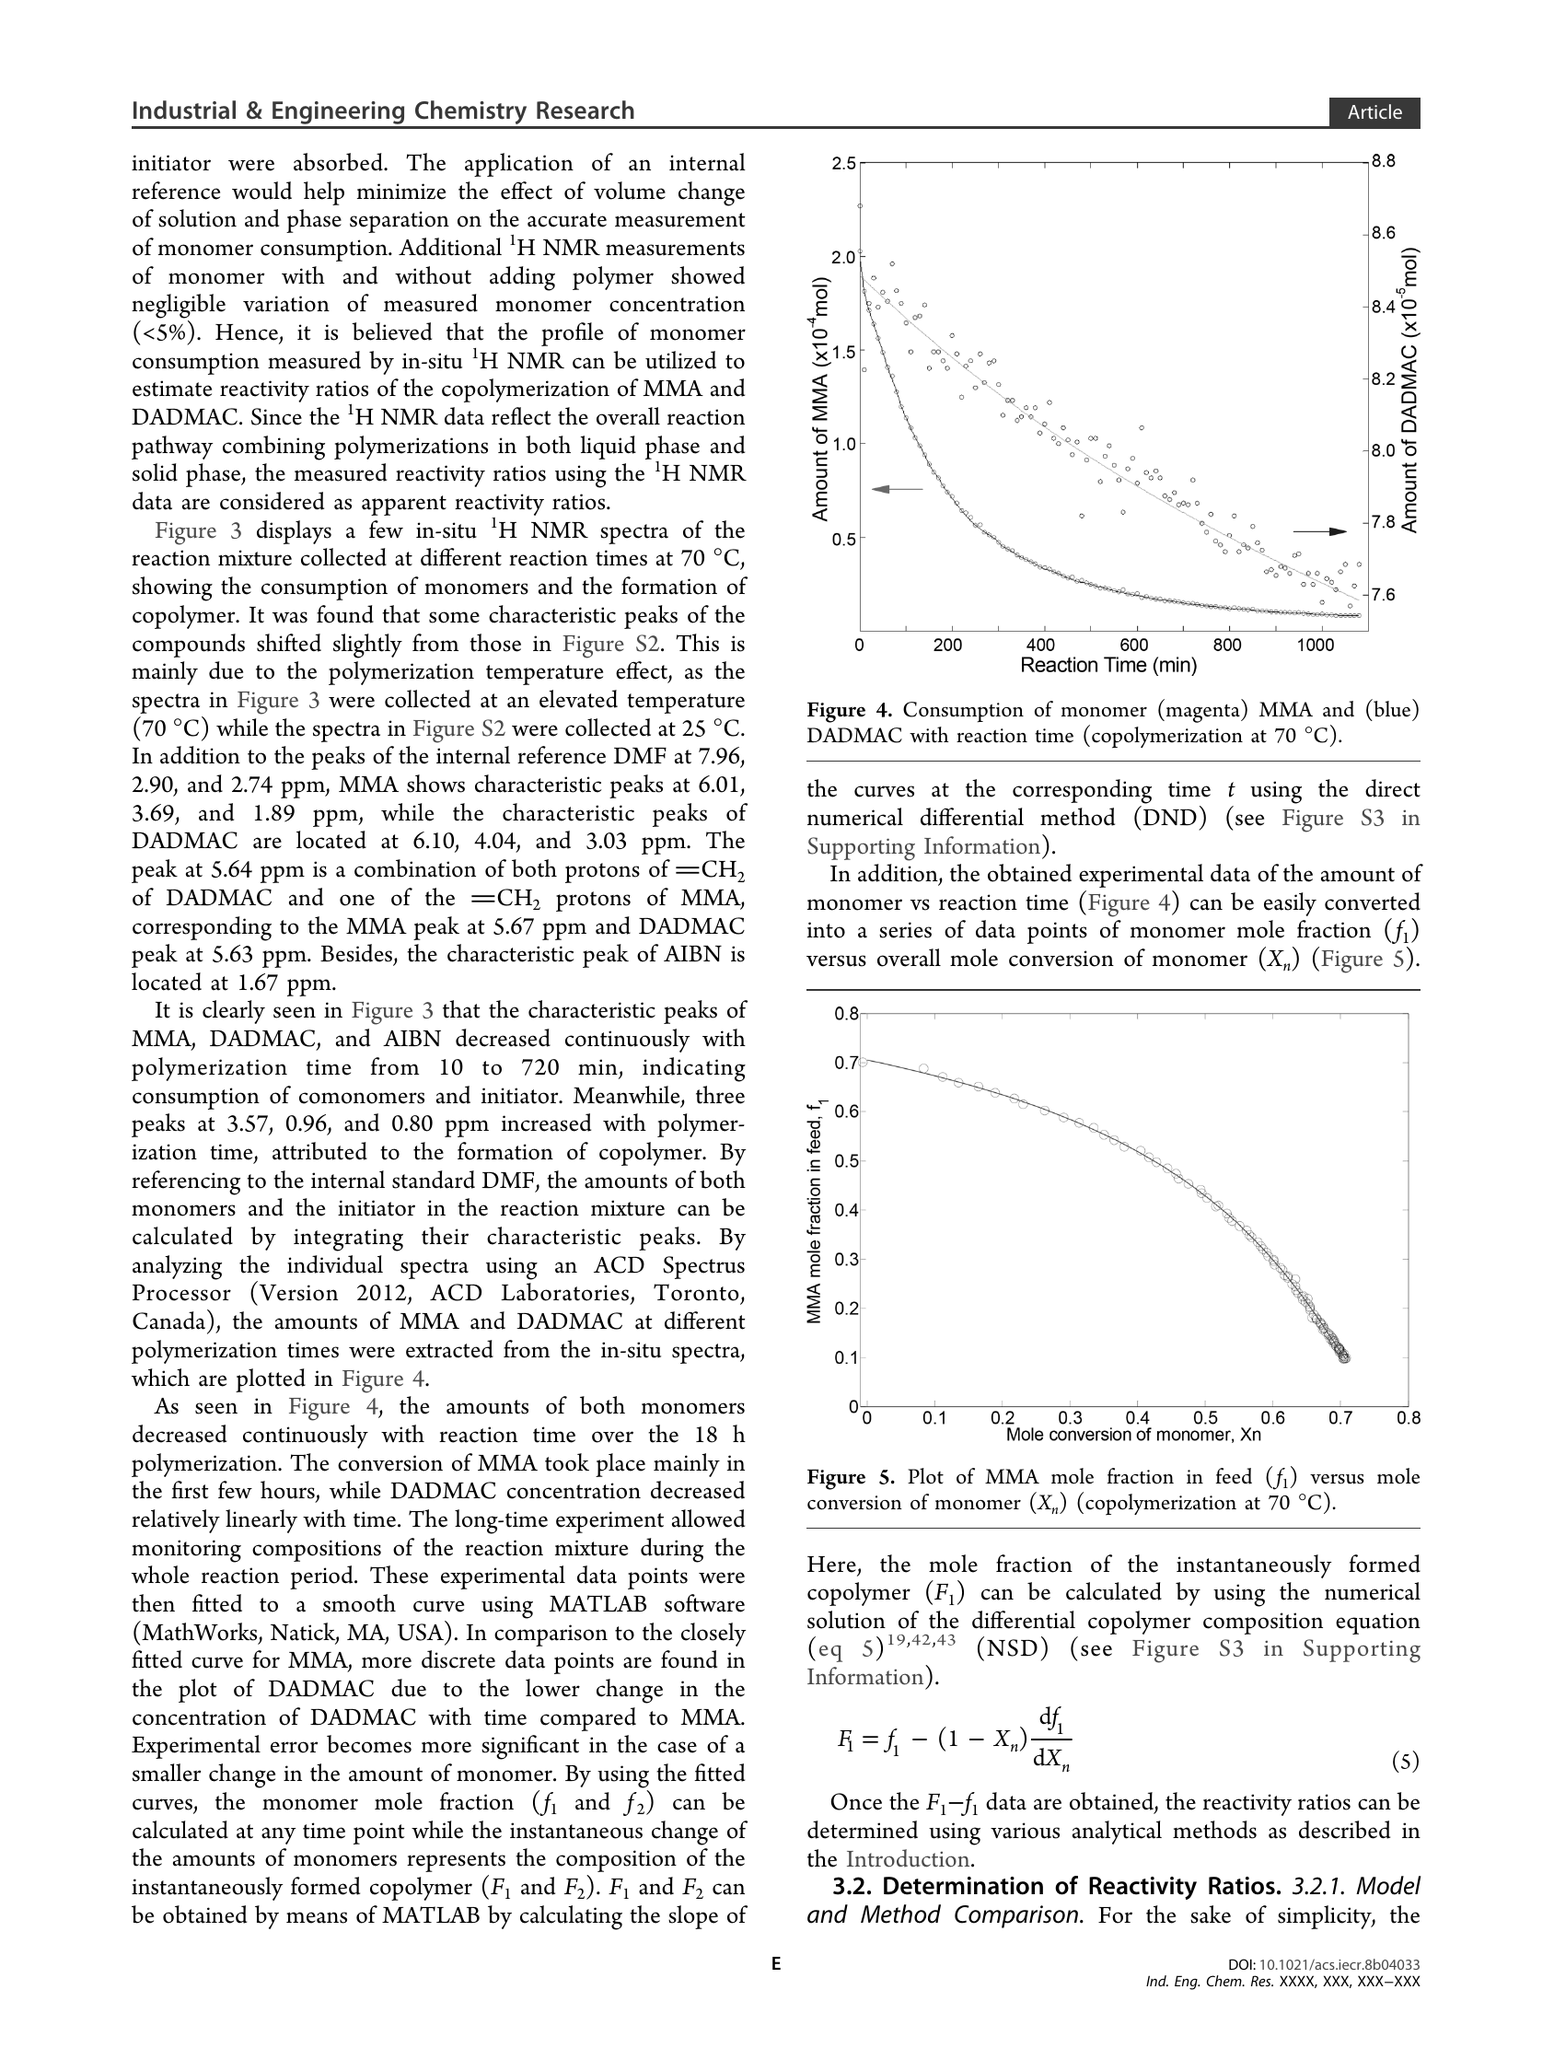 Industrial & Engineering Chemistry Research
Article
initiator were absorbed. The application of an internal
reference would help minimize the effect of volume change
of solution and phase separation on the accurate measurement
of monomer consumption. Additional ¹H NMR measurements
of monomer with and without adding polymer showed
negligible variation of measured monomer concentration
(<5%). Hence, it is believed that the profile of monomer
consumption measured by in-situ ¹H NMR can be utilized to
estimate reactivity ratios of the copolymerization of MMA and
DADMAC. Since the ¹H NMR data reflect the overall reaction
pathway combining polymerizations in both liquid phase and
solid phase, the measured reactivity ratios using the ¹H NMR
data are considered as apparent reactivity ratios.
Figure 3 displays a few in-situ ¹H NMR spectra of the
reaction mixture collected at different reaction times at 70 °C,
showing the consumption of monomers and the formation of
copolymer. It was found that some characteristic peaks of the
compounds shifted slightly from those in Figure S2. This is
mainly due to the polymerization temperature effect, as the
spectra in Figure 3 were collected at an elevated temperature
(70 °C) while the spectra in Figure S2 were collected at 25 °C.
In addition to the peaks of the internal reference DMF at 7.96,
2.90, and 2.74 ppm, MMA shows characteristic peaks at 6.01,
3.69, and 1.89 ppm, while the characteristic peaks of
DADMAC are located at 6.10, 4.04, and 3.03 ppm. The
peak at 5.64 ppm is a combination of both protons of =CH₂
of DADMAC and one of the =CH₂ protons of MMA,
corresponding to the MMA peak at 5.67 ppm and DADMAC
peak at 5.63 ppm. Besides, the characteristic peak of AIBN is
located at 1.67 ppm.
It is clearly seen in Figure 3 that the characteristic peaks of
MMA, DADMAC, and AIBN decreased continuously with
polymerization time from 10 to 720 min, indicating
consumption of comonomers and initiator. Meanwhile, three
peaks at 3.57, 0.96, and 0.80 ppm increased with polymer-
ization time, attributed to the formation of copolymer. By
referencing to the internal standard DMF, the amounts of both
monomers and the initiator in the reaction mixture can be
calculated by integrating their characteristic peaks. By
analyzing the individual spectra using an ACD Spectrus
Processor (Version 2012, ACD Laboratories, Toronto,
Canada), the amounts of MMA and DADMAC at different
polymerization times were extracted from the in-situ spectra,
which are plotted in Figure 4.
As seen in Figure 4, the amounts of both monomers
decreased continuously with reaction time over the 18 h
polymerization. The conversion of MMA took place mainly in
the first few hours, while DADMAC concentration decreased
relatively linearly with time. The long-time experiment allowed
monitoring compositions of the reaction mixture during the
whole reaction period. These experimental data points were
then fitted to a smooth curve using MATLAB software
(MathWorks, Natick, MA, USA). In comparison to the closely
fitted curve for MMA, more discrete data points are found in
the plot of DADMAC due to the lower change in the
concentration of DADMAC with time compared to MMA.
Experimental error becomes more significant in the case of a
smaller change in the amount of monomer. By using the fitted
curves, the monomer mole fraction (f₁ and f₂) can be
calculated at any time point while the instantaneous change of
the amounts of monomers represents the composition of the
instantaneously formed copolymer (F₁ and F₂). F₁ and F₂ can
be obtained by means of MATLAB by calculating the slope of
2.5
2.0
1.5
1.0
0.5
8.8
8.6
8.4
8.2
8.0
7.8
7.6
0 200 400 600 800 1000
Amount of MMA (x10⁻⁴mol)
Amount of DADMAC (x10⁻⁵mol)
Reaction Time (min)
Figure 4. Consumption of monomer (magenta) MMA and (blue)
DADMAC with reaction time (copolymerization at 70 °C).
the curves at the corresponding time t using the direct
numerical differential method (DND) (see Figure S3 in
Supporting Information).
In addition, the obtained experimental data of the amount of
monomer vs reaction time (Figure 4) can be easily converted
into a series of data points of monomer mole fraction (f₁)
versus overall mole conversion of monomer (Xₙ) (Figure 5).
0.8
0.7
0.6
0.5
0.4
0.3
0.2
0.1
0
0 0.1 0.2 0.3 0.4 0.5 0.6 0.7 0.8
MMA mole fraction in feed, f₁
Mole conversion of monomer, Xn
Figure 5. Plot of MMA mole fraction in feed (f₁) versus mole
conversion of monomer (Xₙ) (copolymerization at 70 °C).
Here, the mole fraction of the instantaneously formed
copolymer (F₁) can be calculated by using the numerical
solution of the differential copolymer composition equation
(eq 5)¹⁹,⁴²,⁴³ (NSD) (see Figure S3 in Supporting
Information).
F₁ = f₁ − (1 − Xₙ) df₁/dXₙ
(5)
Once the F₁−f₁ data are obtained, the reactivity ratios can be
determined using various analytical methods as described in
the Introduction.
3.2. Determination of Reactivity Ratios. 3.2.1. Model
and Method Comparison. For the sake of simplicity, the
E
DOI: 10.1021/acs.iecr.8b04033
Ind. Eng. Chem. Res. XXXX, XXX, XXX−XXX